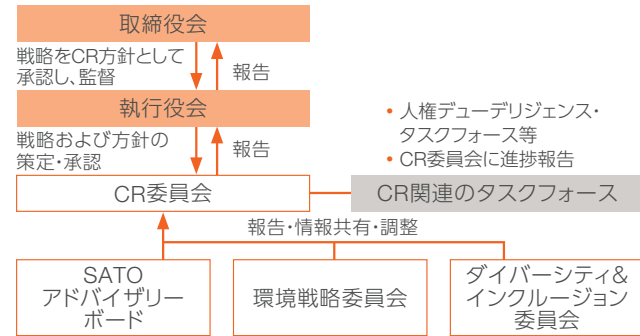 取締役会
戦略をCR方針として
承認し、監督
報告
執行役会
戦略および方針の
策定・承認
報告
• 人権デューデリジェンス・
タスクフォース等
• CR委員会に進捗報告
CR委員会
CR関連のタスクフォース
報告・情報共有・調整
SATO
アドバイザリー
ボード
環境戦略委員会
ダイバーシティ&
インクルージョン
委員会